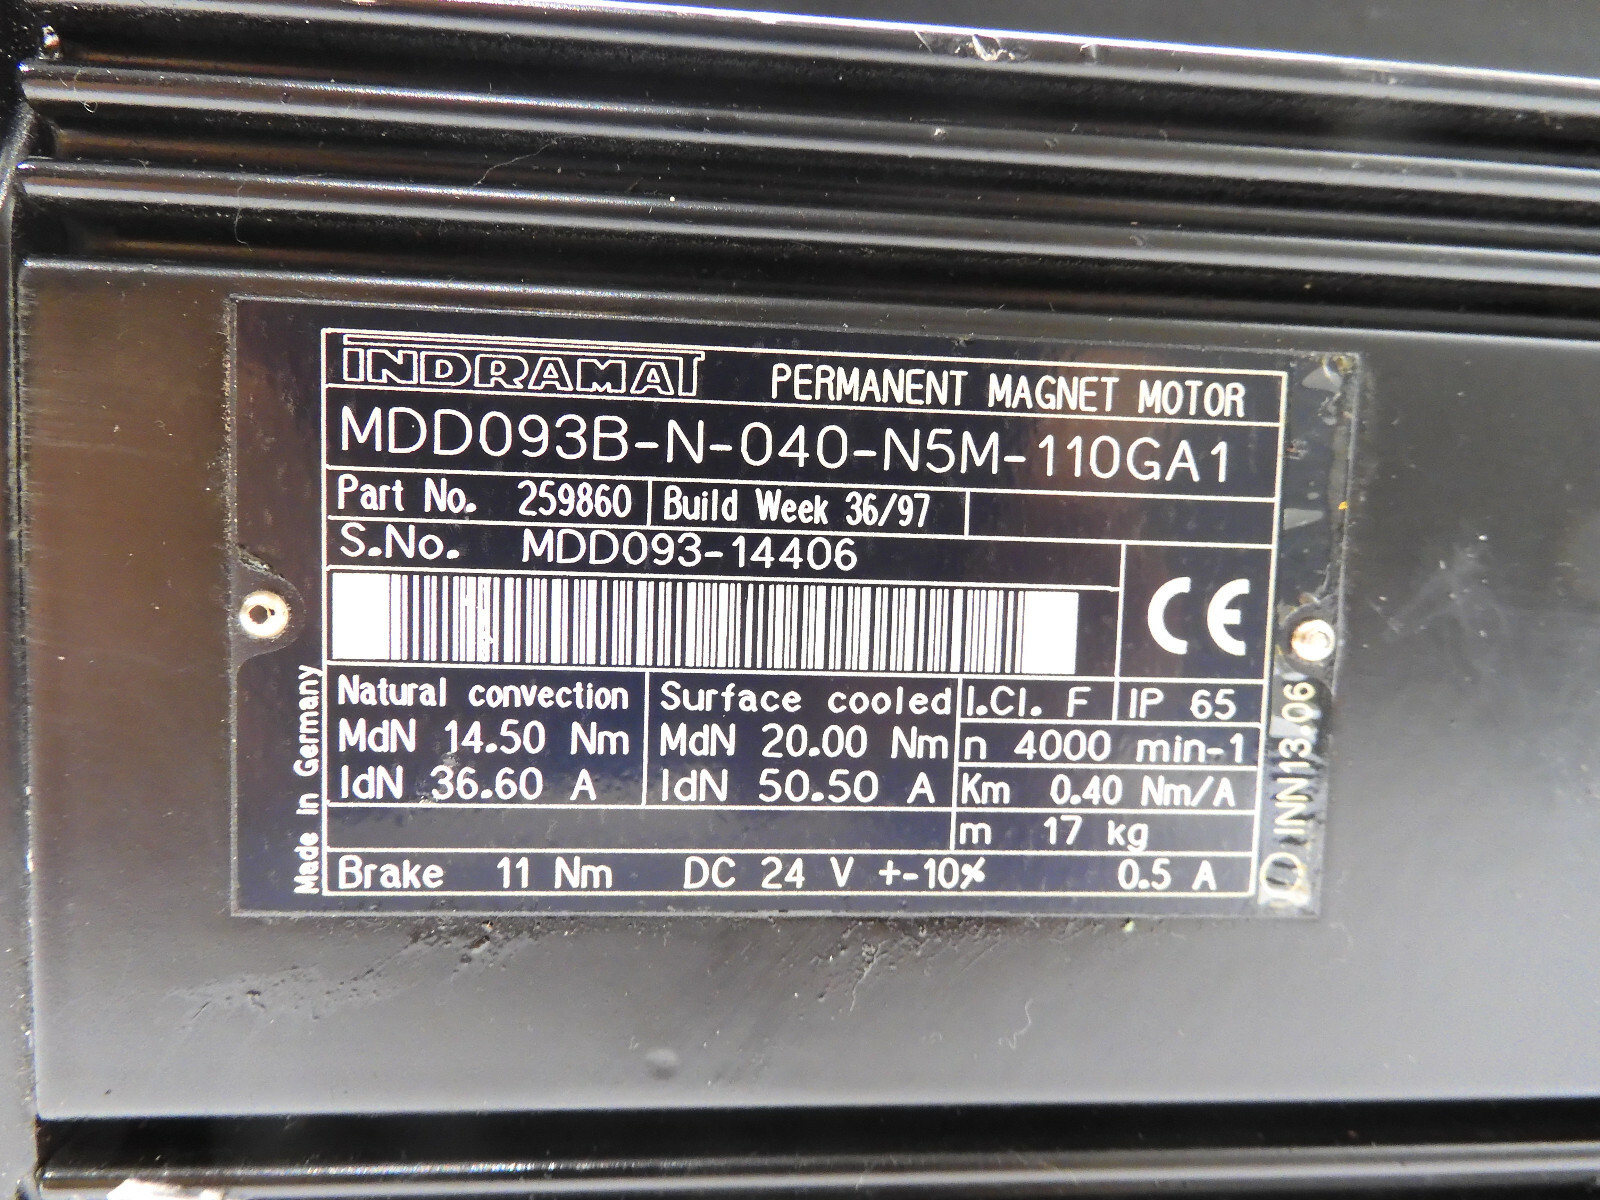 INDRAMAT PERMANENT MAGNET MOTOR
MDD093B-N-040-N5M-110GA1
Part No. 259860 Build Week 36/97
S.No. MDD093-14406
CE
Natural convection Surface cooled I.Cl. F IP 65
MdN 14.50 Nm MdN 20.00 Nm n 4000 min-1
IdN 36.60 A IdN 50.50 A Km 0.40 Nm/A
m 17 kg
Brake 11 Nm DC 24 V +-10% 0.5 A
Made in Germany
INN13.06